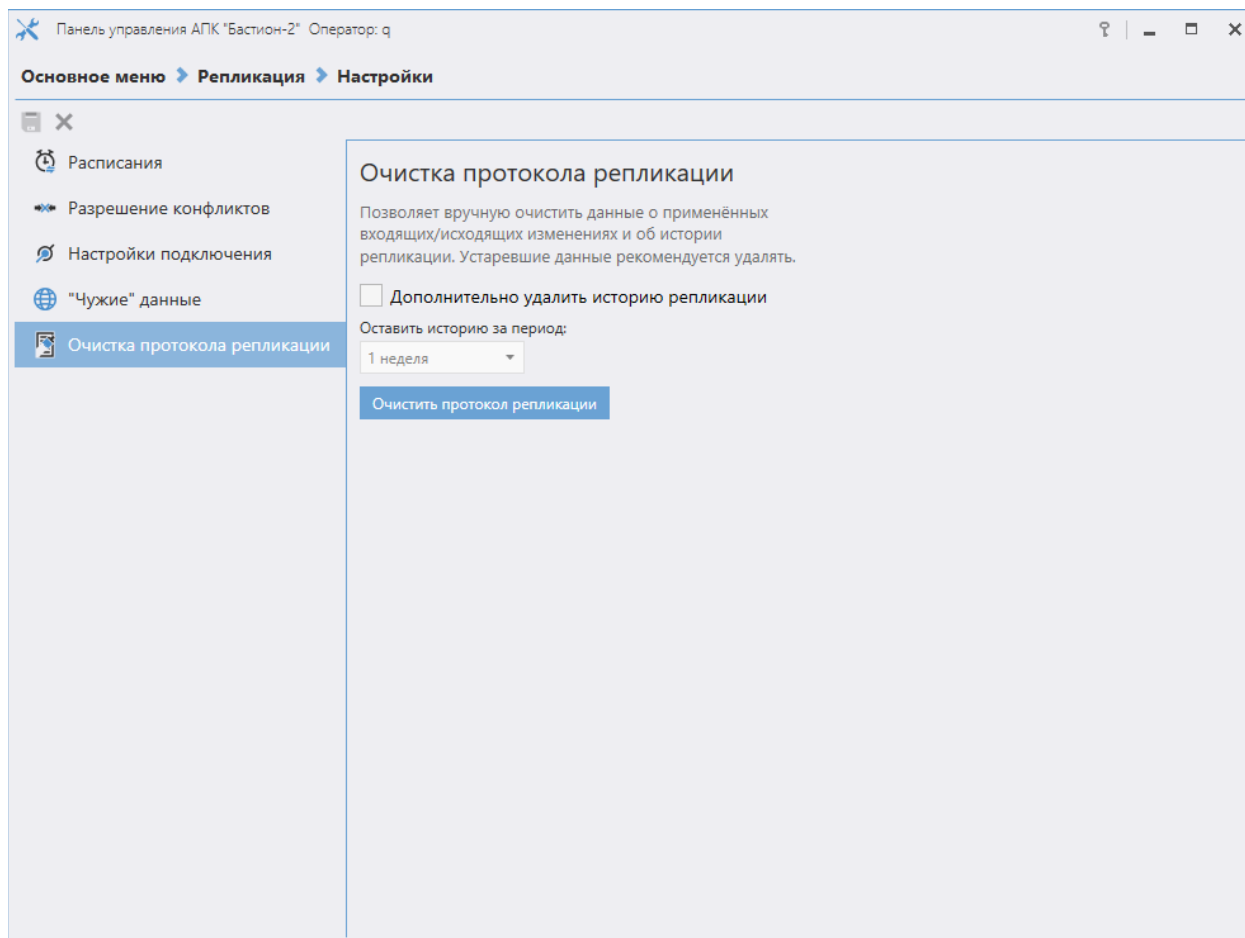 Панель управления АПК "Бастион-2" Оператор: q
Основное меню Репликация Настройки
Расписания
Разрешение конфликтов
Настройки подключения
"Чужие" данные
Очистка протокола репликации
Очистка протокола репликации
Позволяет вручную очистить данные о применённых
входящих/исходящих изменениях и об истории
репликации. Устаревшие данные рекомендуется удалять.
Дополнительно удалить историю репликации
Оставить историю за период:
1 неделя
Очистить протокол репликации